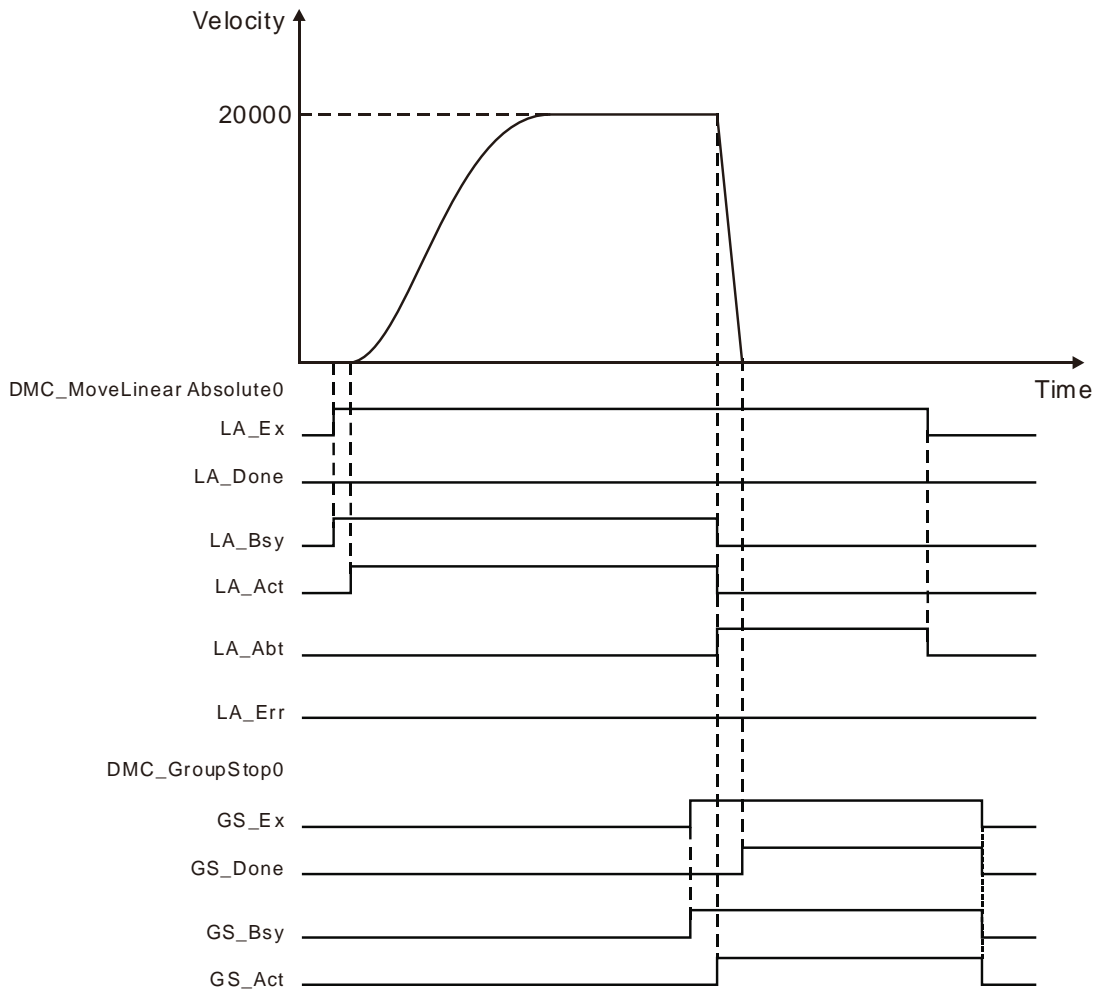 Velocity
20000
Time
DMC_MoveLinear Absolute0
LA_Ex
LA_Done
LA_Bsy
LA_Act
LA_Abt
LA_Err
DMC_GroupStop0
GS_Ex
GS_Done
GS_Bsy
GS_Act